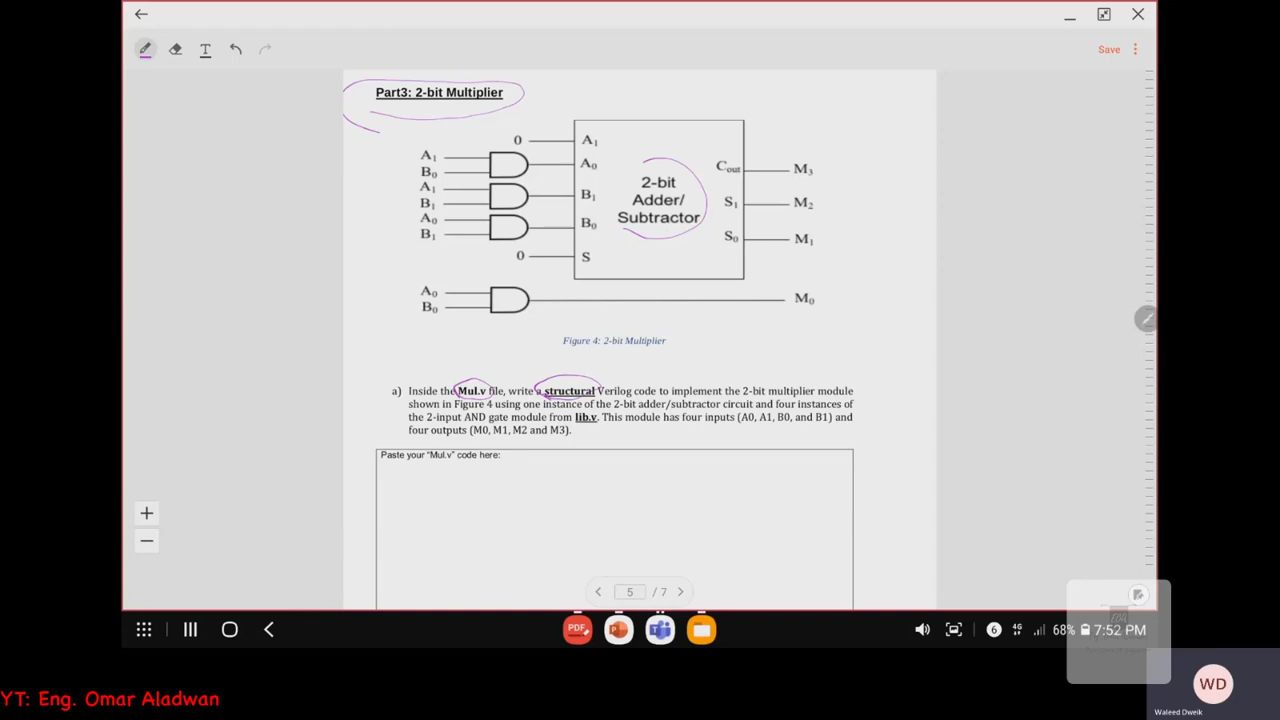 Save
Part3: 2-bit Multiplier
0 A1
A1
B0 A0
A1
B1 B1
A0
B1 B0
0 S
2-bit
Adder/
Subtractor
Cout M3
S1 M2
S0 M1
A0
B0 M0
Figure 4: 2-bit Multiplier
a) Inside the Mul.v file, write a structural Verilog code to implement the 2-bit multiplier module
shown in Figure 4 using one instance of the 2-bit adder/subtractor circuit and four instances of
the 2-input AND gate module from lib.v. This module has four inputs (A0, A1, B0, and B1) and
four outputs (M0, M1, M2 and M3).
Paste your “Mul.v” code here:
5 / 7
PDF
6 4G 68% 7:52 PM
WD
Waleed Dweik
YT: Eng. Omar Aladwan